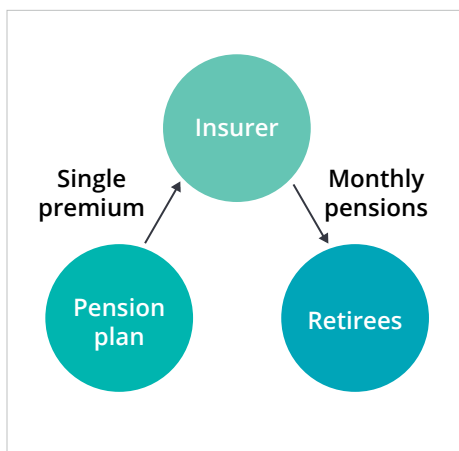 Insurer
Single
premium
Monthly
pensions
Pension
plan
Retirees